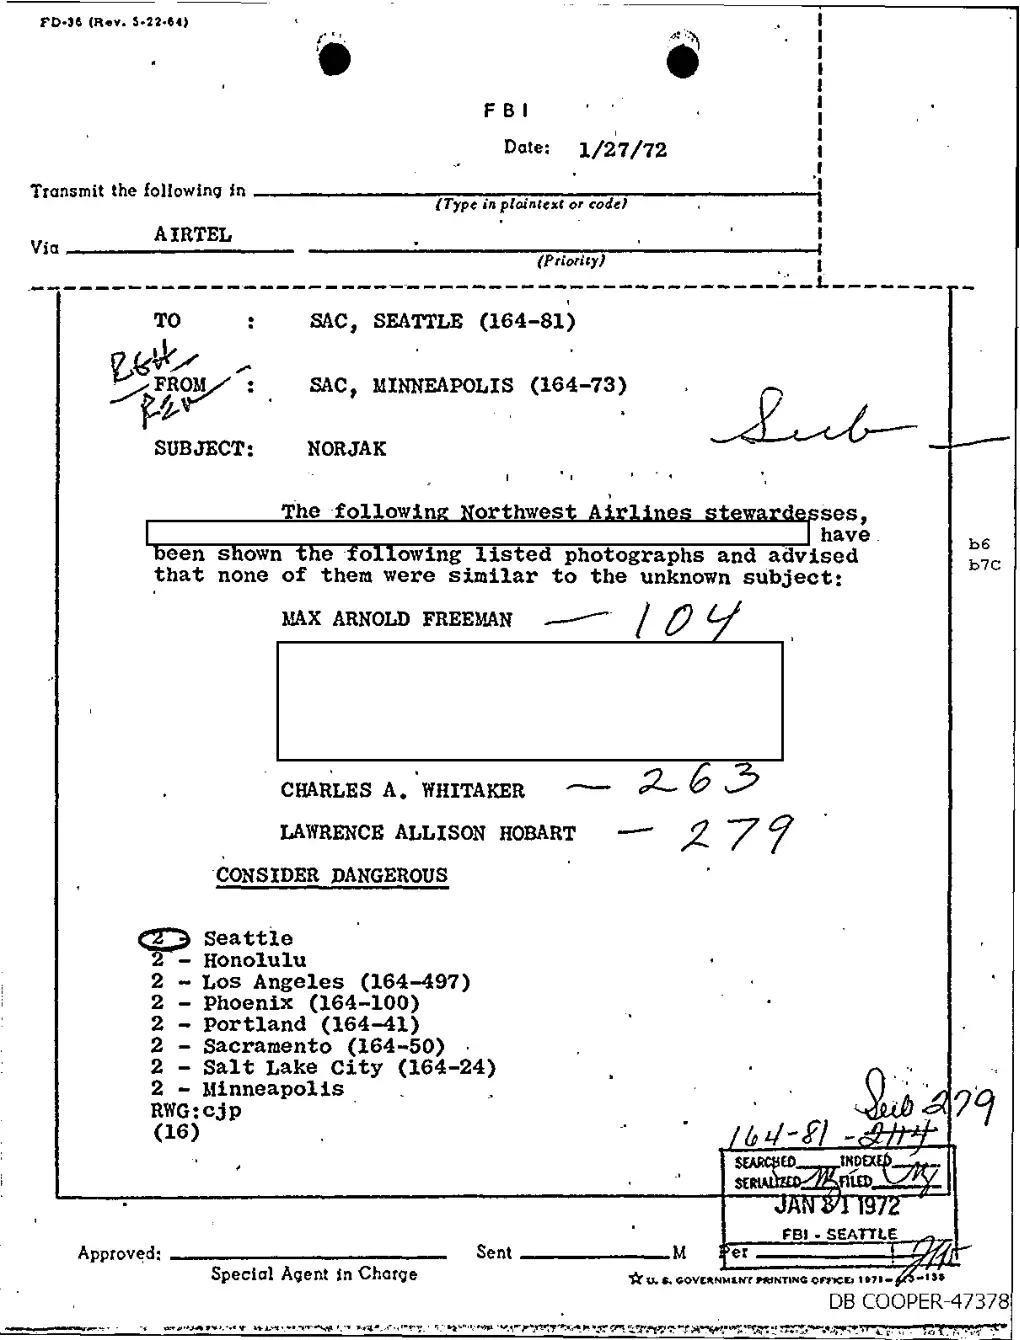 FD-36 (Rev. 5-22-64)
FBI
Date: 1/27/72
Transmit the following in
(Type in plaintext or code)
Via AIRTEL
(Priority)
TO : SAC, SEATTLE (164-81)
FROM : SAC, MINNEAPOLIS (164-73)
SUBJECT: NORJAK
Sub
The following Northwest Airlines stewardesses,
have
b6
been shown the following listed photographs and advised
b7C
that none of them were similar to the unknown subject:
MAX ARNOLD FREEMAN — 104
CHARLES A. WHITAKER — 263
LAWRENCE ALLISON HOBART — 279
CONSIDER DANGEROUS
2 - Seattle
2 - Honolulu
2 - Los Angeles (164-497)
2 - Phoenix (164-100)
2 - Portland (164-41)
2 - Sacramento (164-50)
2 - Salt Lake City (164-24)
2 - Minneapolis
RWG:cjp
(16)
Sub 279
164-81
SEARCHED INDEXED
SERIALIZED FILED
JAN 31 1972
FBI - SEATTLE
Approved: Sent M Per
Special Agent in Charge
☆ U. S. GOVERNMENT PRINTING OFFICE: 1971
DB COOPER-47378